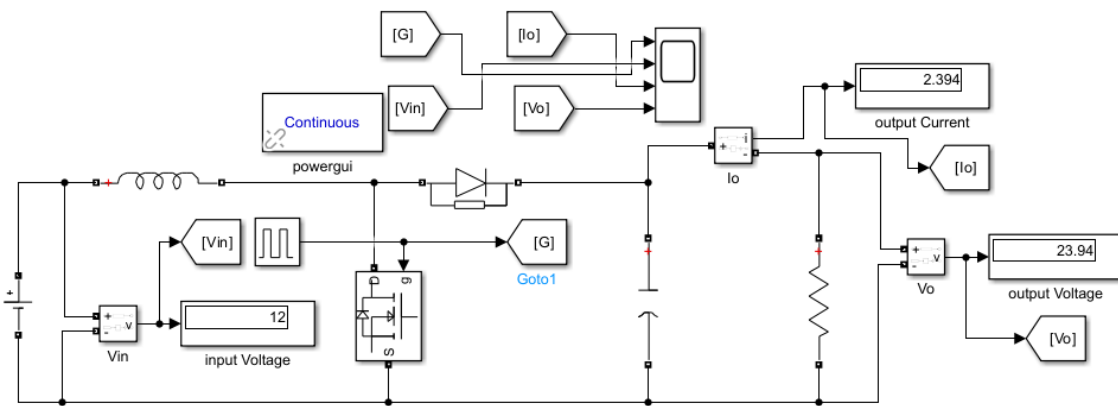 [G]
[Io]
[Vin]
[Vo]
Continuous
powergui
2.394
output Current
i
+
-
Io
[Io]
+
[Vin]
[G]
Goto1
D
g
S
+
+
-
v
Vin
12
input Voltage
+
+
+
-
v
Vo
23.94
output Voltage
[Vo]